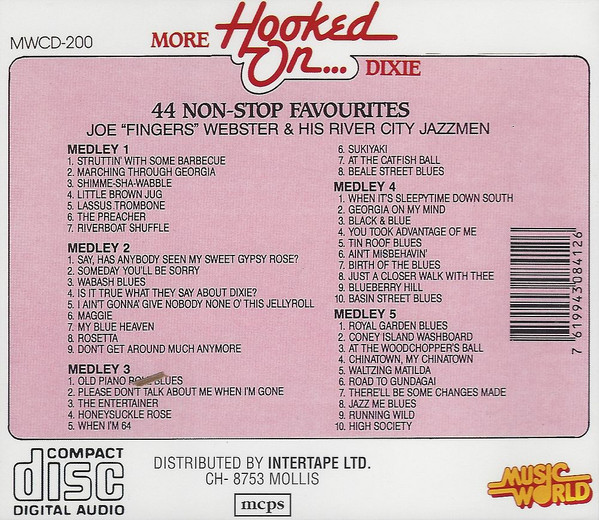 MWCD-200
MORE Hooked On... DIXIE
44 NON-STOP FAVOURITES
JOE "FINGERS" WEBSTER & HIS RIVER CITY JAZZMEN
MEDLEY 1
1. STRUTTIN' WITH SOME BARBECUE
2. MARCHING THROUGH GEORGIA
3. SHIMME-SHA-WABBLE
4. LITTLE BROWN JUG
5. LASSUS TROMBONE
6. THE PREACHER
7. RIVERBOAT SHUFFLE
MEDLEY 2
1. SAY, HAS ANYBODY SEEN MY SWEET GYPSY ROSE?
2. SOMEDAY YOU'LL BE SORRY
3. WABASH BLUES
4. IS IT TRUE WHAT THEY SAY ABOUT DIXIE?
5. I AIN'T GONNA' GIVE NOBODY NONE O' THIS JELLYROLL
6. MAGGIE
7. MY BLUE HEAVEN
8. ROSETTA
9. DON'T GET AROUND MUCH ANYMORE
MEDLEY 3
1. OLD PIANO BLUES
2. PLEASE DON'T TALK ABOUT ME WHEN I'M GONE
3. THE ENTERTAINER
4. HONEYSUCKLE ROSE
5. WHEN I'M 64
6. SUKIYAKI
7. AT THE CATFISH BALL
8. BEALE STREET BLUES
MEDLEY 4
1. WHEN IT'S SLEEPYTIME DOWN SOUTH
2. GEORGIA ON MY MIND
3. BLACK & BLUE
4. YOU TOOK ADVANTAGE OF ME
5. TIN ROOF BLUES
6. AIN'T MISBEHAVIN'
7. BIRTH OF THE BLUES
8. JUST A CLOSER WALK WITH THEE
9. BLUEBERRY HILL
10. BASIN STREET BLUES
MEDLEY 5
1. ROYAL GARDEN BLUES
2. CONEY ISLAND WASHBOARD
3. AT THE WOODCHOPPER'S BALL
4. CHINATOWN, MY CHINATOWN
5. WALTZING MATILDA
6. ROAD TO GUNDAGAI
7. THERE'LL BE SOME CHANGES MADE
8. JAZZ ME BLUES
9. RUNNING WILD
10. HIGH SOCIETY
7 619943 084126
COMPACT
disc
DIGITAL AUDIO
DISTRIBUTED BY INTERTAPE LTD.
CH- 8753 MOLLIS
mcps
MUSIC
WORLD